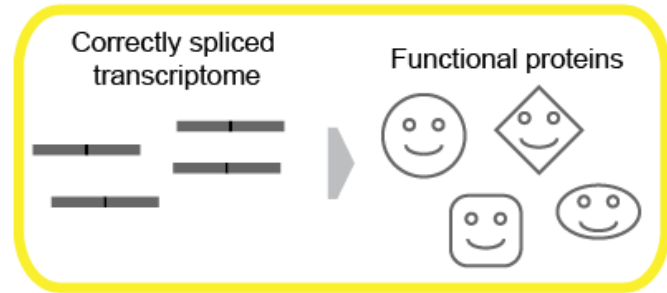 Correctly spliced
transcriptome
Functional proteins